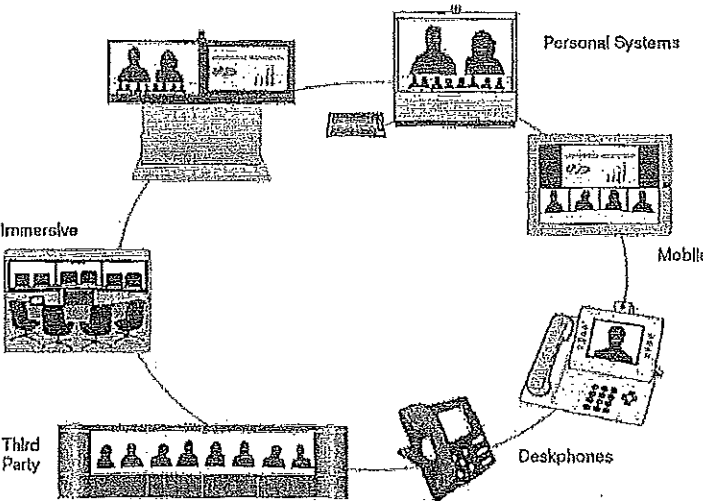 Personal Systems
Immersive
Mobile
Third
Party
Deskphones